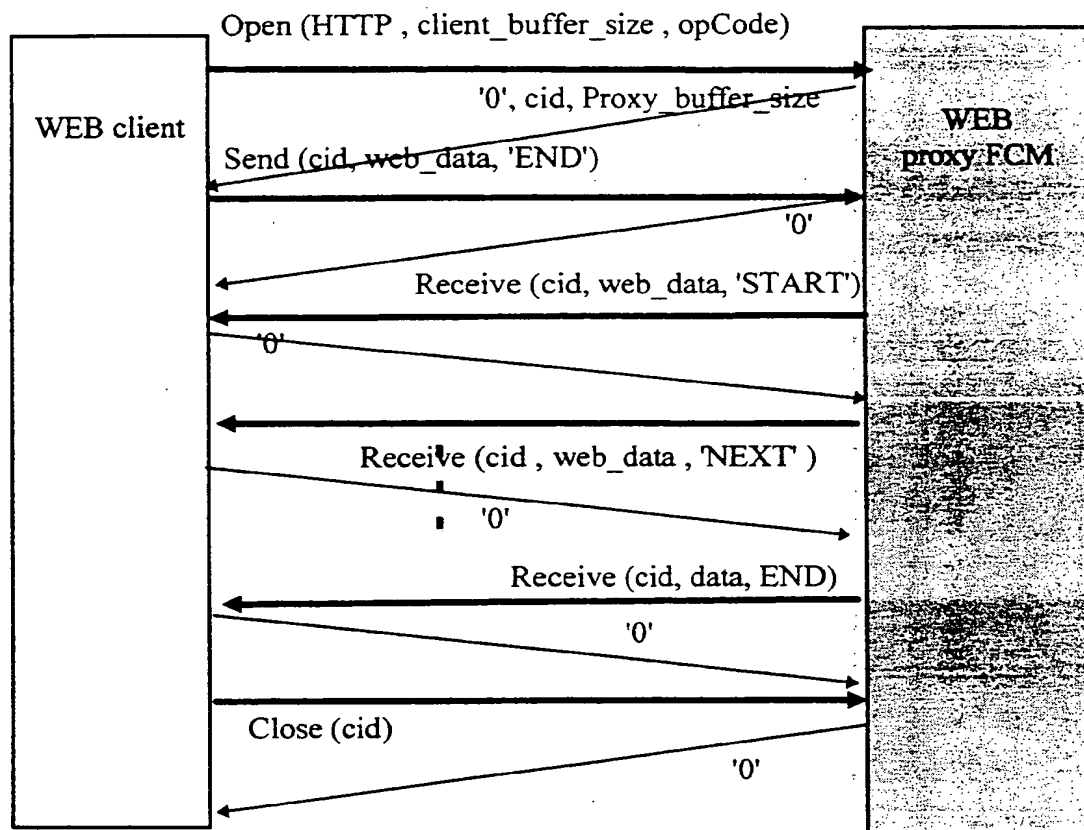 Open (HTTP , client_buffer_size , opCode)
'0', cid, Proxy_buffer_size
WEB client
WEB
proxy FCM
Send (cid, web_data, 'END')
'0'
Receive (cid, web_data, 'START')
'0'
Receive (cid , web_data , 'NEXT' )
'0'
Receive (cid, data, END)
'0'
Close (cid)
'0'